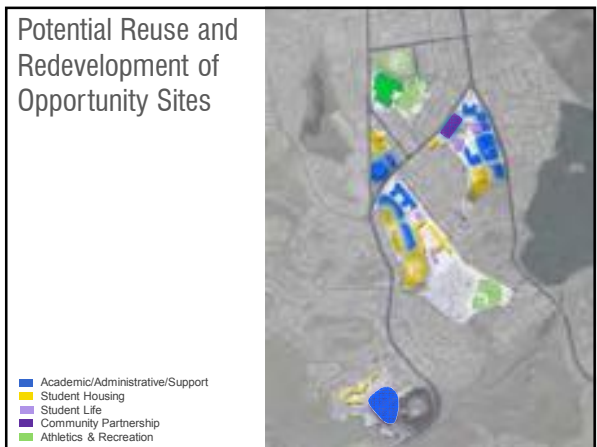 Potential Reuse and
Redevelopment of
Opportunity Sites
Academic/Administrative/Support
Student Housing
Student Life
Community Partnership
Athletics & Recreation